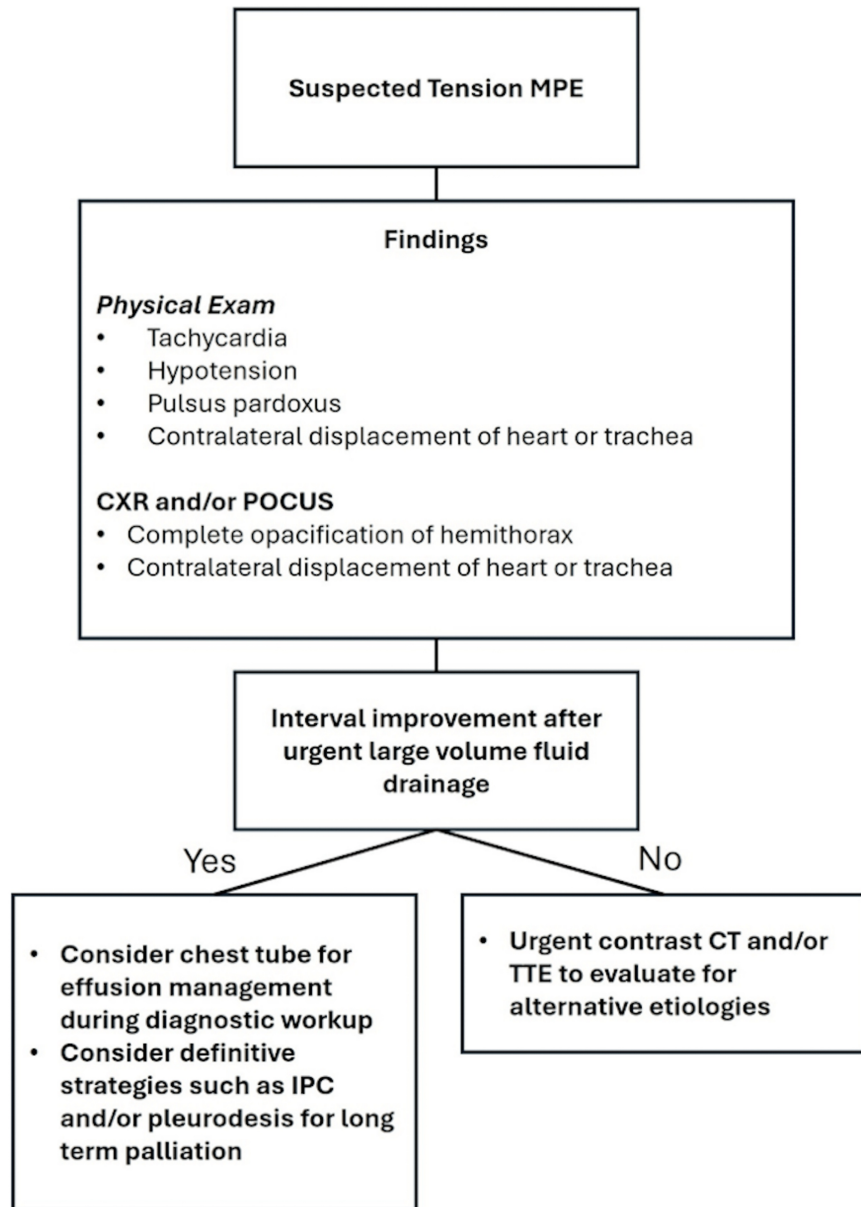 Suspected Tension MPE
Findings
Physical Exam
• Tachycardia
• Hypotension
• Pulsus pardoxus
• Contralateral displacement of heart or trachea
CXR and/or POCUS
• Complete opacification of hemithorax
• Contralateral displacement of heart or trachea
Interval improvement after
urgent large volume fluid
drainage
Yes
No
• Consider chest tube for
effusion management
during diagnostic workup
• Consider definitive
strategies such as IPC
and/or pleurodesis for long
term palliation
• Urgent contrast CT and/or
TTE to evaluate for
alternative etiologies